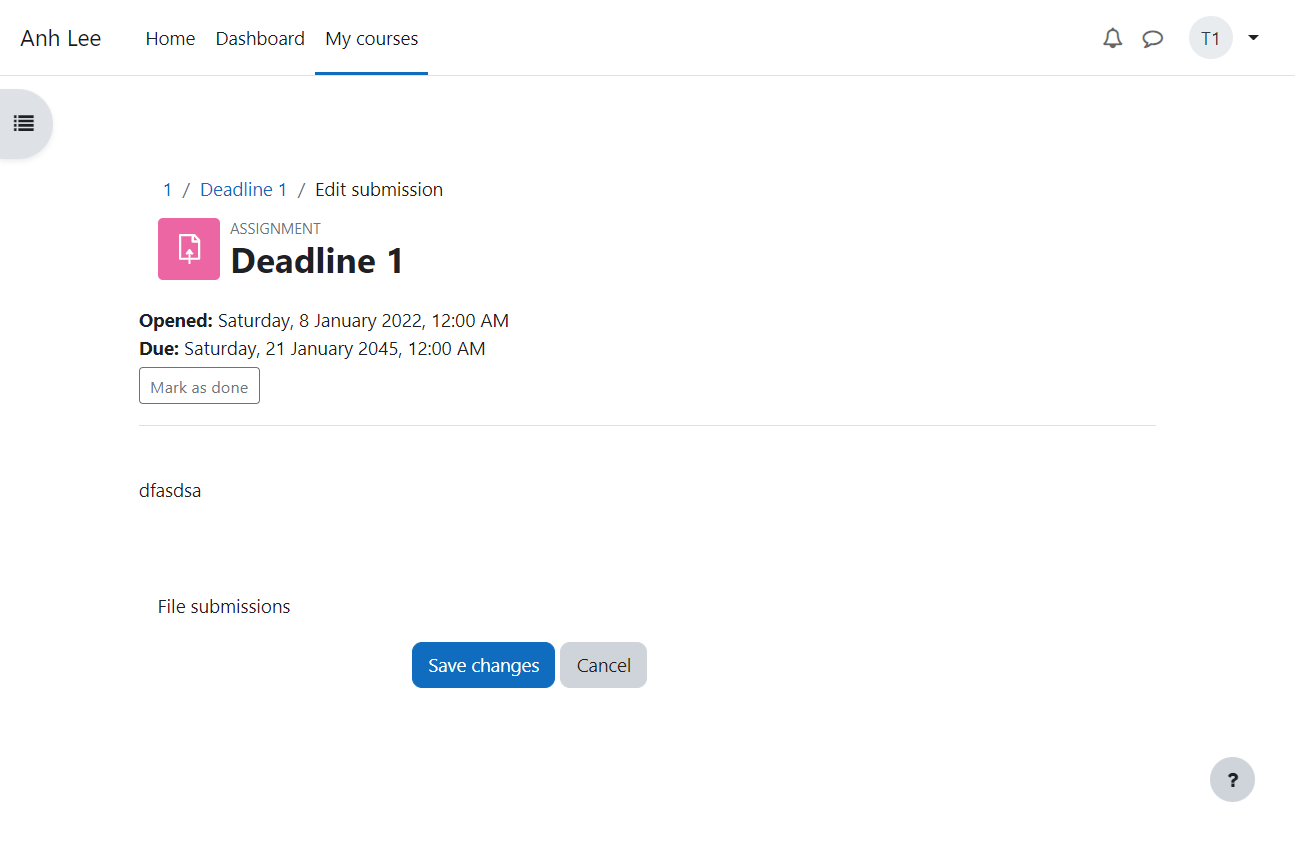 Anh Lee Home Dashboard My courses T1
1 / Deadline 1 / Edit submission
ASSIGNMENT
Deadline 1
Opened: Saturday, 8 January 2022, 12:00 AM
Due: Saturday, 21 January 2045, 12:00 AM
Mark as done
dfasdsa
File submissions
Save changes Cancel
?